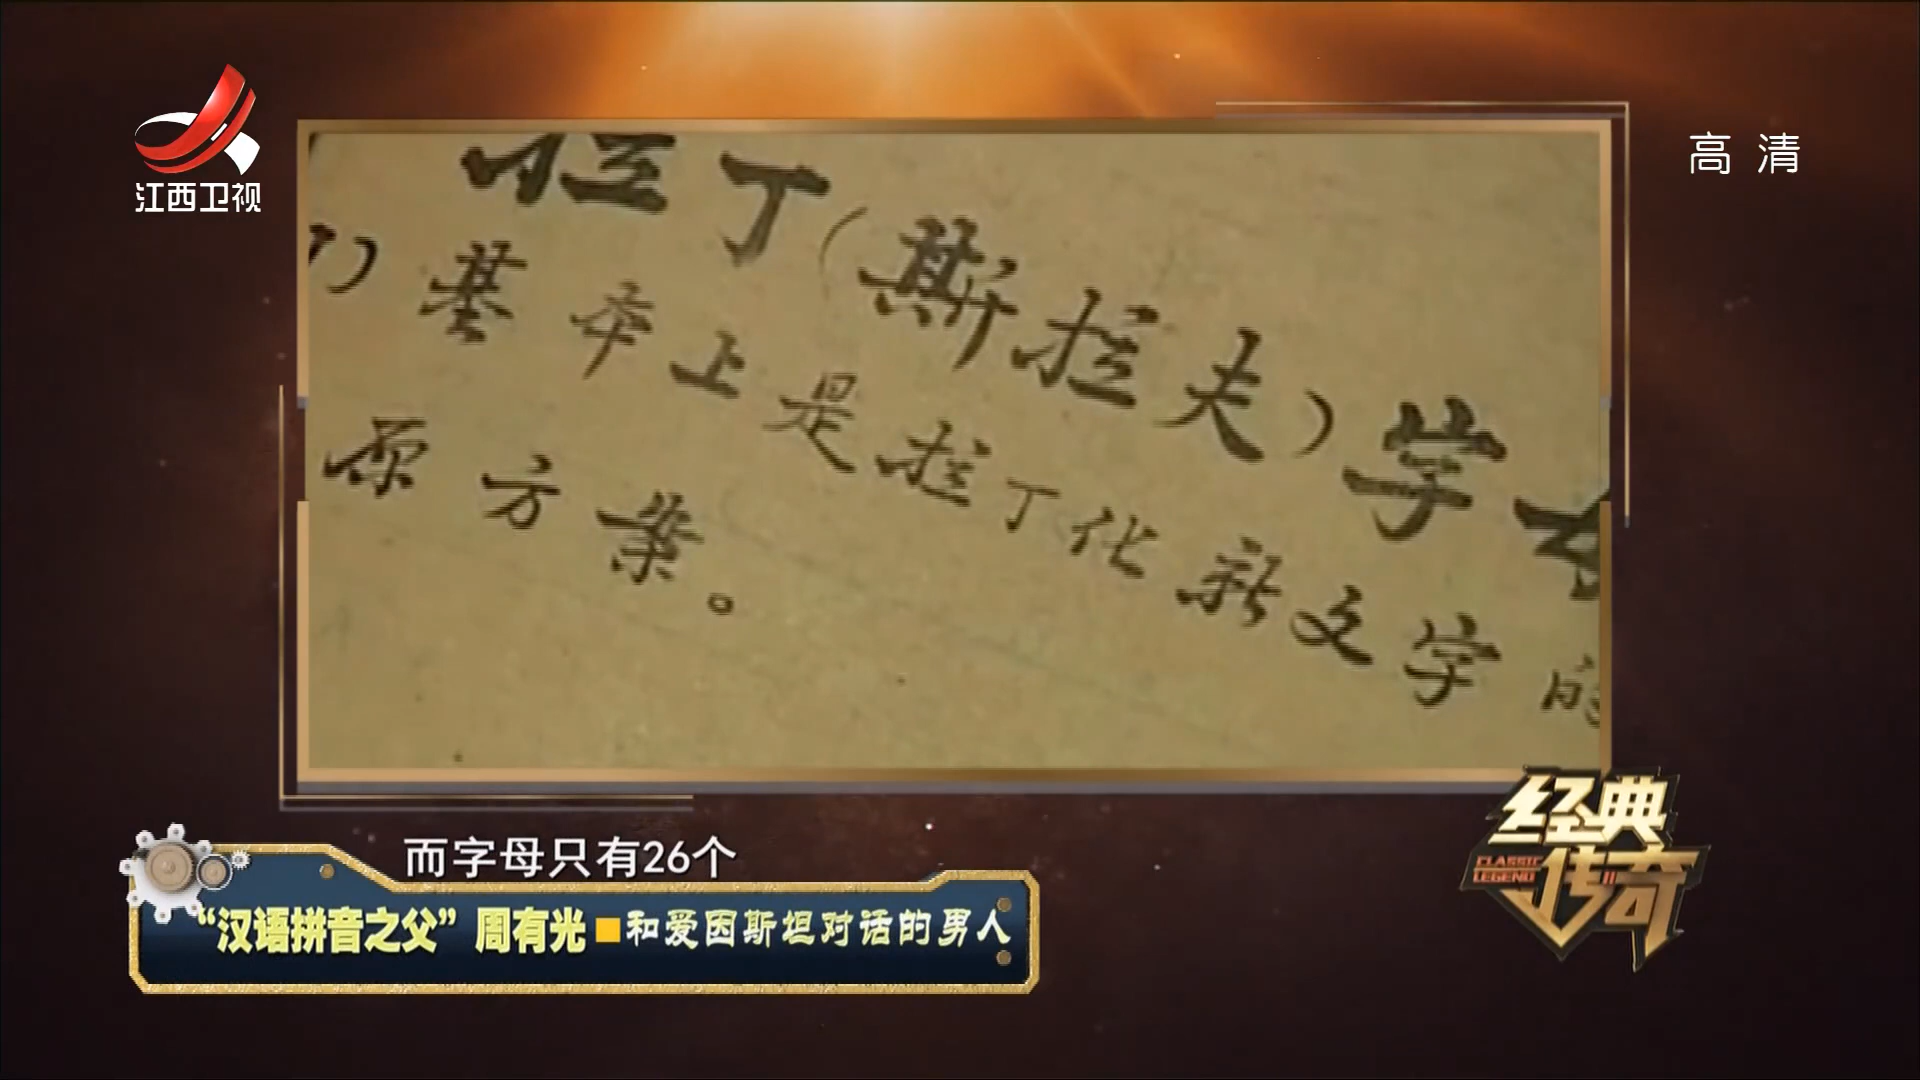 江西卫视
高清
拉丁(斯拉夫)字
)基本上是拉丁化新文字的
原方案。
经典传奇
CLASSIC
LEGEND
而字母只有26个
“汉语拼音之父”周有光■和爱因斯坦对话的男人